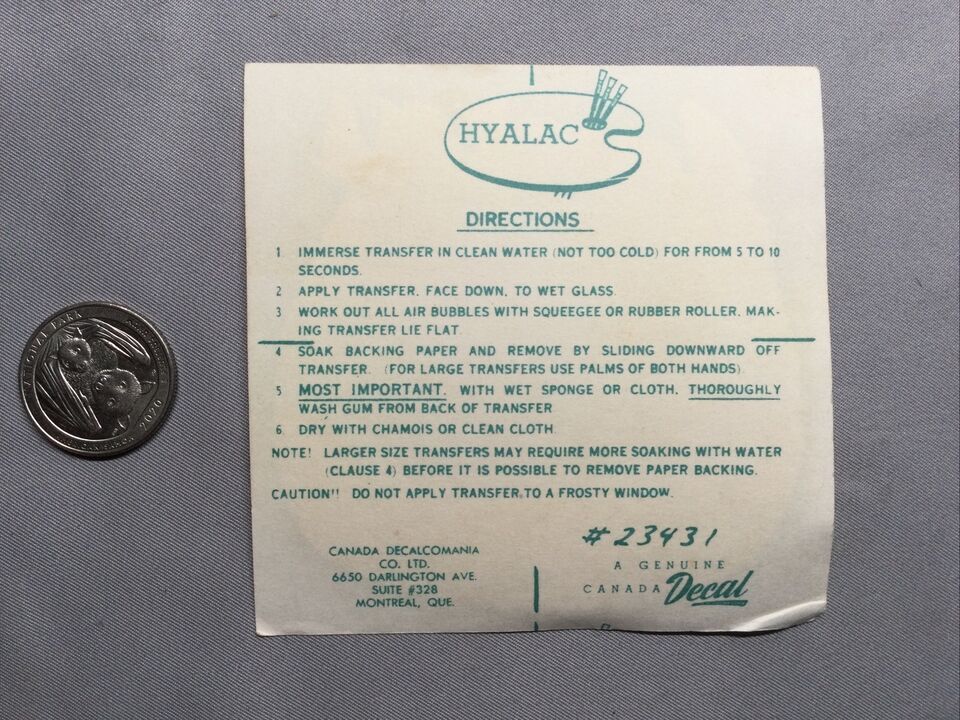 HYALAC
DIRECTIONS
1 IMMERSE TRANSFER IN CLEAN WATER (NOT TOO COLD) FOR FROM 5 TO 10
SECONDS.
2 APPLY TRANSFER, FACE DOWN, TO WET GLASS
3 WORK OUT ALL AIR BUBBLES WITH SQUEEGEE OR RUBBER ROLLER, MAK-
ING TRANSFER LIE FLAT
4 SOAK BACKING PAPER AND REMOVE BY SLIDING DOWNWARD OFF
TRANSFER. (FOR LARGE TRANSFERS USE PALMS OF BOTH HANDS)
5 MOST IMPORTANT. WITH WET SPONGE OR CLOTH, THOROUGHLY
WASH GUM FROM BACK OF TRANSFER
6. DRY WITH CHAMOIS OR CLEAN CLOTH
NOTE! LARGER SIZE TRANSFERS MAY REQUIRE MORE SOAKING WITH WATER
(CLAUSE 4) BEFORE IT IS POSSIBLE TO REMOVE PAPER BACKING.
CAUTION!! DO NOT APPLY TRANSFER TO A FROSTY WINDOW.
CANADA DECALCOMANIA
CO. LTD.
6650 DARLINGTON AVE.
SUITE #328
MONTREAL, QUE.
#23431
A GENUINE
CANADA Decal
NATIONAL PARK
AMERICAN SAMOA 2020